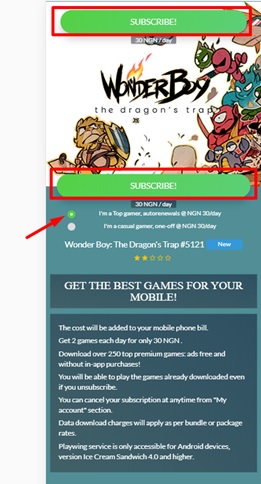 SUBSCRIBE!
30 NGN /day
WONDER BOY
the dragon's trap
SUBSCRIBE!
30 NGN / day
I'm a Top gamer, autorenewals @ NGN 30/day
I'm a casual gamer, one-off @ NGN 30/day
Wonder Boy: The Dragon's Trap #5121 New
GET THE BEST GAMES FOR YOUR
MOBILE!
The cost will be added to your mobile phone bill.
Get 2 games each day for only 30 NGN .
Download over 250 top premium games: ads free and
without in-app purchases!
You will be able to play the games already downloaded even
if you unsubscribe.
You can cancel your subscription at anytime from "My
account" section.
Data download charges will apply as per bundle or package
rates.
Playwing service is only accessible for Android devices,
version Ice Cream Sandwich 4.0 and higher.